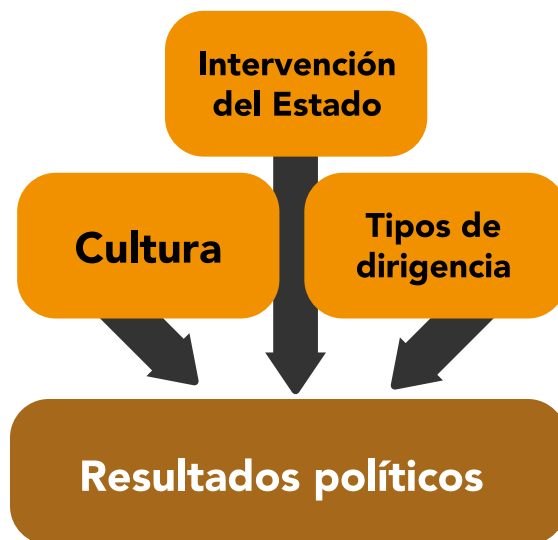 Intervención
del Estado
Cultura
Tipos de
dirigencia
Resultados políticos